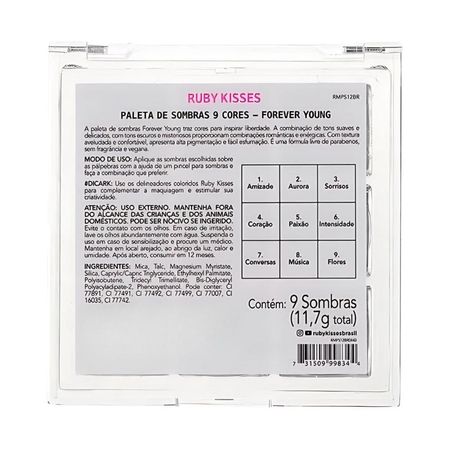 RUBY KISSES
RMPS12BR
PALETA DE SOMBRAS 9 CORES – FOREVER YOUNG
A paleta de sombras Forever Young traz cores para inspirar liberdade. A combinação de tons suaves e
delicados, com tons escuros e misteriosos proporcionam combinações românticas e enérgicas. Com textura
aveludada e confortável, apresenta alta pigmentação e fácil esfumação. É uma fórmula livre de parabenos,
sem fragrância e vegana.
MODO DE USO: Aplique as sombras escolhidas sobre
as pálpebras com a ajuda de um pincel para sombras e
faça a combinação que preferir.
#DICARK: Use os delineadores coloridos Ruby Kisses
para complementar a maquiagem e estimular sua
criatividade.
ATENÇÃO: USO EXTERNO. MANTENHA FORA
DO ALCANCE DAS CRIANÇAS E DOS ANIMAIS
DOMÉSTICOS. PODE SER NOCIVO SE INGERIDO.
Evite o contato com os olhos. Em caso de irritação,
lave os olhos abundantemente com água. Suspenda o
uso em caso de sensibilização e procure um médico.
Mantenha em local arejado, ao abrigo da luz, calor e
umidade. Após aberto, consumir em 12 meses.
INGREDIENTES: Mica, Talc, Magnesium Myristate,
Silica, Caprylic/Capric Triglyceride, Ethylhexyl Palmitate,
Polyisobutene, Tridecyl Trimellitate, Bis-Diglyceryl
Polyacyladipate-2, Phenoxyethanol. Pode conter: CI
77891, CI 77491, CI 77492, CI 77499, CI 77007, CI
16035, CI 77742.
1. Amizade
2. Aurora
3. Sorrisos
4. Coração
5. Paixão
6. Intensidade
7. Conversas
8. Música
9. Flores
Contém: 9 Sombras
(11,7g total)
rubykissesbrasil
7 31509 99834 4